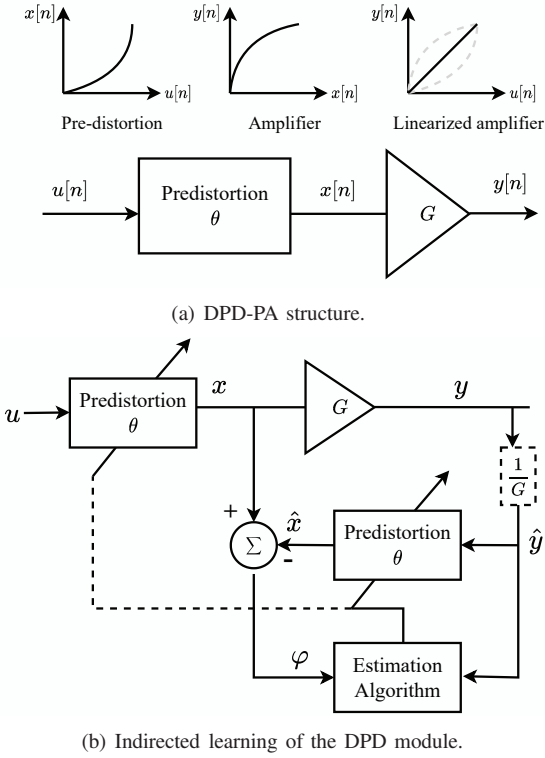 x[n]
y[n]
y[n]
u[n]
x[n]
u[n]
Pre-distortion
Amplifier
Linearized amplifier
u[n]
Predistortion
θ
x[n]
G
y[n]
(a) DPD-PA structure.
u
Predistortion
θ
x
G
y
1
G
+
Σ
x̂
-
Predistortion
θ
ŷ
φ
Estimation
Algorithm
(b) Indirected learning of the DPD module.